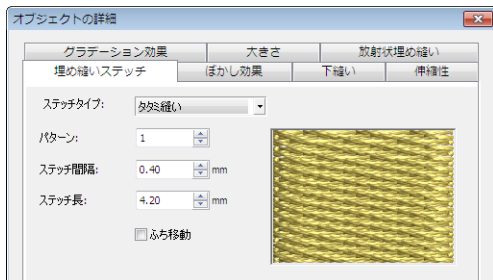 オブジェクトの詳細
グラデーション効果 大きさ 放射状埋め縫い
埋め縫いステッチ ぼかし効果 下縫い 伸縮性
ステッチタイプ: タタミ縫い
パターン: 1
ステッチ間隔: 0.40 mm
ステッチ長: 4.20 mm
ふち移動